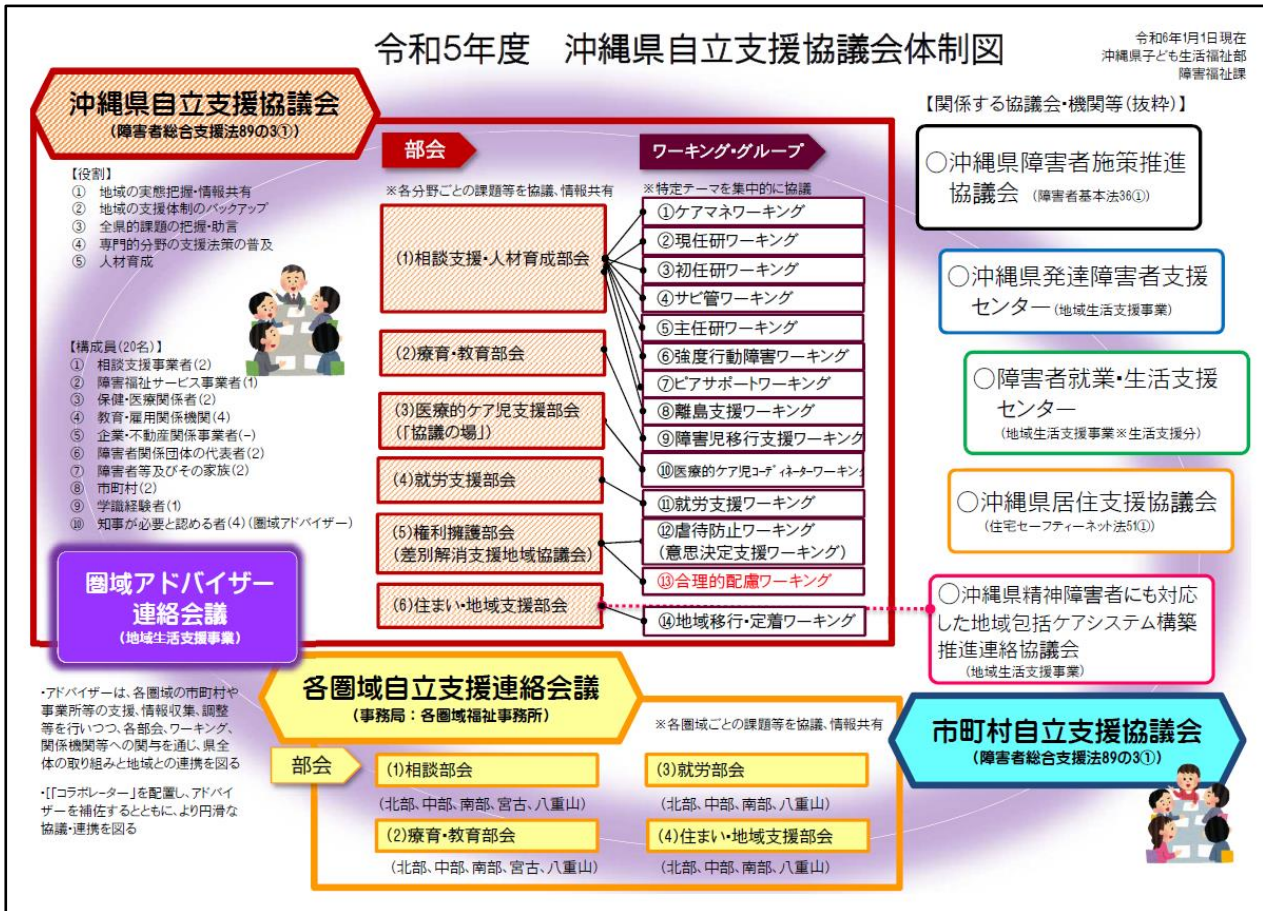 令和5年度　沖縄県自立支援協議会体制図
令和6年1月1日現在
沖縄県子ども生活福祉部
障害福祉課
沖縄県自立支援協議会
(障害者総合支援法89の3①)
【役割】
① 地域の実態把握・情報共有
② 地域の支援体制のバックアップ
③ 全県的課題の把握・助言
④ 専門的分野の支援法策の普及
⑤ 人材育成
【構成員(20名)】
① 相談支援事業者(2)
② 障害福祉サービス事業者(1)
③ 保健・医療関係者(2)
④ 教育・雇用関係機関(4)
⑤ 企業・不動産関係事業者(-)
⑥ 障害者関係団体の代表者(2)
⑦ 障害者等及びその家族(2)
⑧ 市町村(2)
⑨ 学識経験者(1)
⑩ 知事が必要と認める者(4)(圏域アドバイザー)
部会
※各分野ごとの課題等を協議、情報共有
(1)相談支援・人材育成部会
(2)療育・教育部会
(3)医療的ケア児支援部会
(「協議の場」)
(4)就労支援部会
(5)権利擁護部会
(差別解消支援地域協議会)
(6)住まい・地域支援部会
ワーキング・グループ
※特定テーマを集中的に協議
①ケアマネワーキング
②現任研ワーキング
③初任研ワーキング
④サビ管ワーキング
⑤主任研ワーキング
⑥強度行動障害ワーキング
⑦ピアサポートワーキング
⑧離島支援ワーキング
⑨障害児移行支援ワーキング
⑩医療的ケア児コーディネーターワーキン
⑪就労支援ワーキング
⑫虐待防止ワーキング
(意思決定支援ワーキング)
⑬合理的配慮ワーキング
⑭地域移行・定着ワーキング
【関係する協議会・機関等(抜粋)】
○沖縄県障害者施策推進
協議会 (障害者基本法36①)
○沖縄県発達障害者支援
センター (地域生活支援事業)
○障害者就業・生活支援
センター
(地域生活支援事業※生活支援分)
○沖縄県居住支援協議会
(住宅セーフティーネット法51①)
○沖縄県精神障害者にも対応
した地域包括ケアシステム構築
推進連絡協議会
(地域生活支援事業)
圏域アドバイザー
連絡会議
(地域生活支援事業)
・アドバイザーは、各圏域の市町村や
事業所等の支援、情報収集、調整
等を行いつつ、各部会、ワーキング、
関係機関等への関与を通じ、県全
体の取り組みと地域との連携を図る
・[「コラボレーター」を配置し、アドバイ
ザーを補佐するとともに、より円滑な
協議・連携を図る
各圏域自立支援連絡会議
(事務局：各圏域福祉事務所)
※各圏域ごとの課題等を協議、情報共有
部会
(1)相談部会
(北部、中部、南部、宮古、八重山)
(2)療育・教育部会
(北部、中部、南部、宮古、八重山)
(3)就労部会
(北部、中部、南部、八重山)
(4)住まい・地域支援部会
(北部、中部、南部、八重山)
市町村自立支援協議会
(障害者総合支援法89の3①)